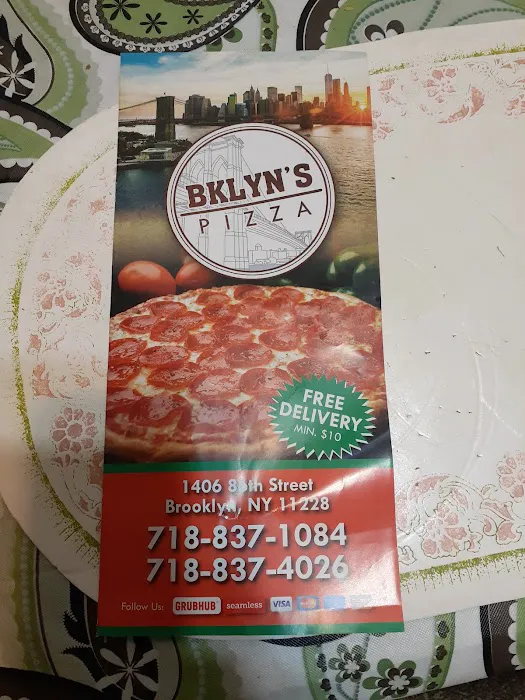 BKLYN'S
PIZZA
FREE
DELIVERY
MIN. $10
1406 86th Street
Brooklyn, NY 11228
718-837-1084
718-837-4026
Follow Us: GRUBHUB seamless VISA